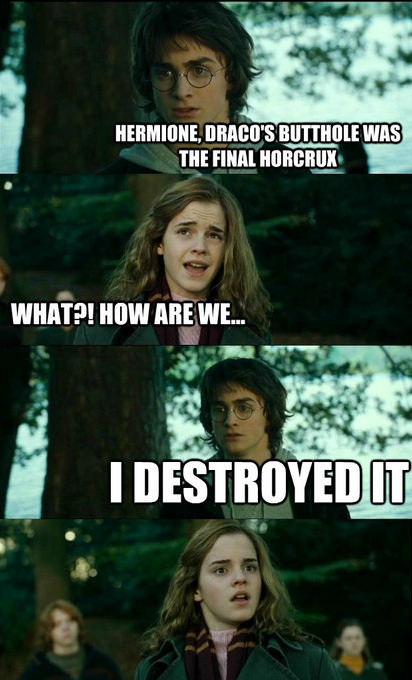 HERMIONE, DRACO'S BUTTHOLE WAS
THE FINAL HORCRUX
WHAT?! HOW ARE WE...
I DESTROYED IT